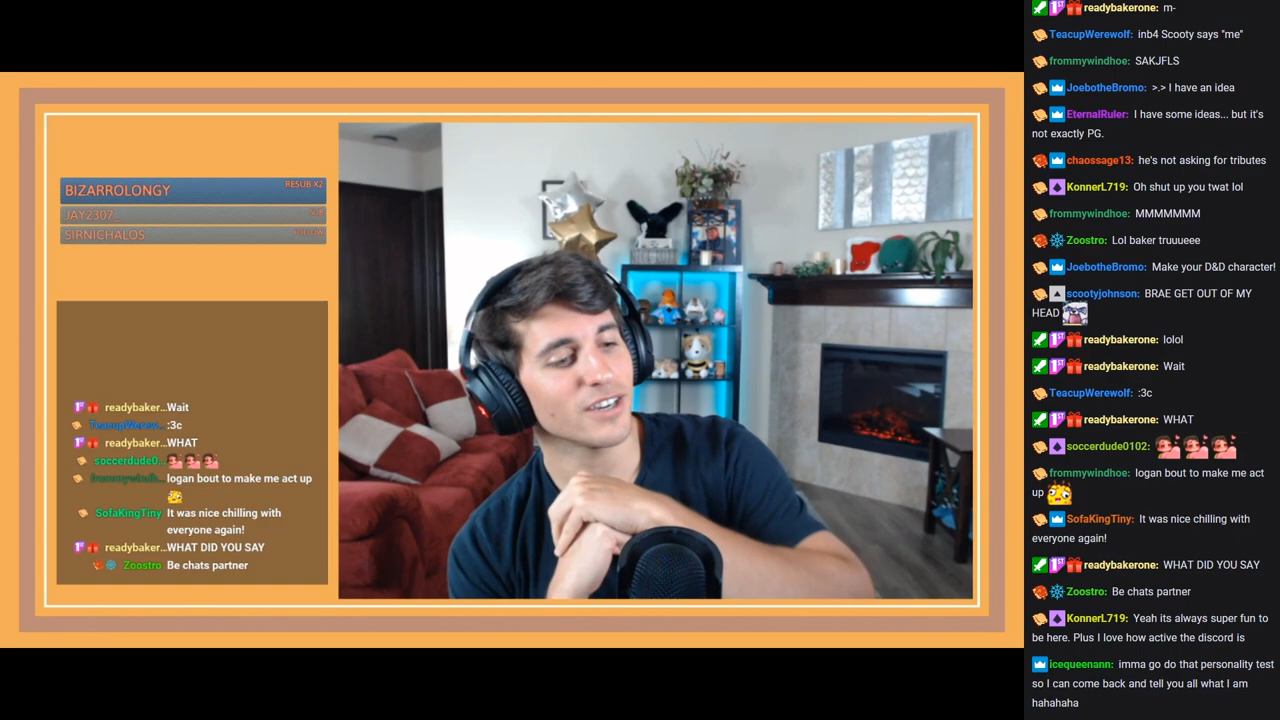 BIZARROLONGY
RESUB X2
JAY2307_
SUB
SIRNICHALOS
FOLLOW
readybaker... Wait
TeacupWerew... :3c
readybaker... WHAT
soccerdude0...
frommywindh... logan bout to make me act up
SofaKingTiny It was nice chilling with
everyone again!
readybaker... WHAT DID YOU SAY
Zoostro Be chats partner
readybakerone: m-
TeacupWerewolf: inb4 Scooty says "me"
frommywindhoe: SAKJFLS
JoebotheBromo: >.> I have an idea
EternalRuler: I have some ideas... but it's
not exactly PG.
chaossage13: he's not asking for tributes
KonnerL719: Oh shut up you twat lol
frommywindhoe: MMMMMMM
Zoostro: Lol baker truuueee
JoebotheBromo: Make your D&D character!
scootyjohnson: BRAE GET OUT OF MY
HEAD
readybakerone: lolol
readybakerone: Wait
TeacupWerewolf: :3c
readybakerone: WHAT
soccerdude0102:
frommywindhoe: logan bout to make me act
up
SofaKingTiny: It was nice chilling with
everyone again!
readybakerone: WHAT DID YOU SAY
Zoostro: Be chats partner
KonnerL719: Yeah its always super fun to
be here. Plus I love how active the discord is
icequeenann: imma go do that personality test
so I can come back and tell you all what I am
hahahaha